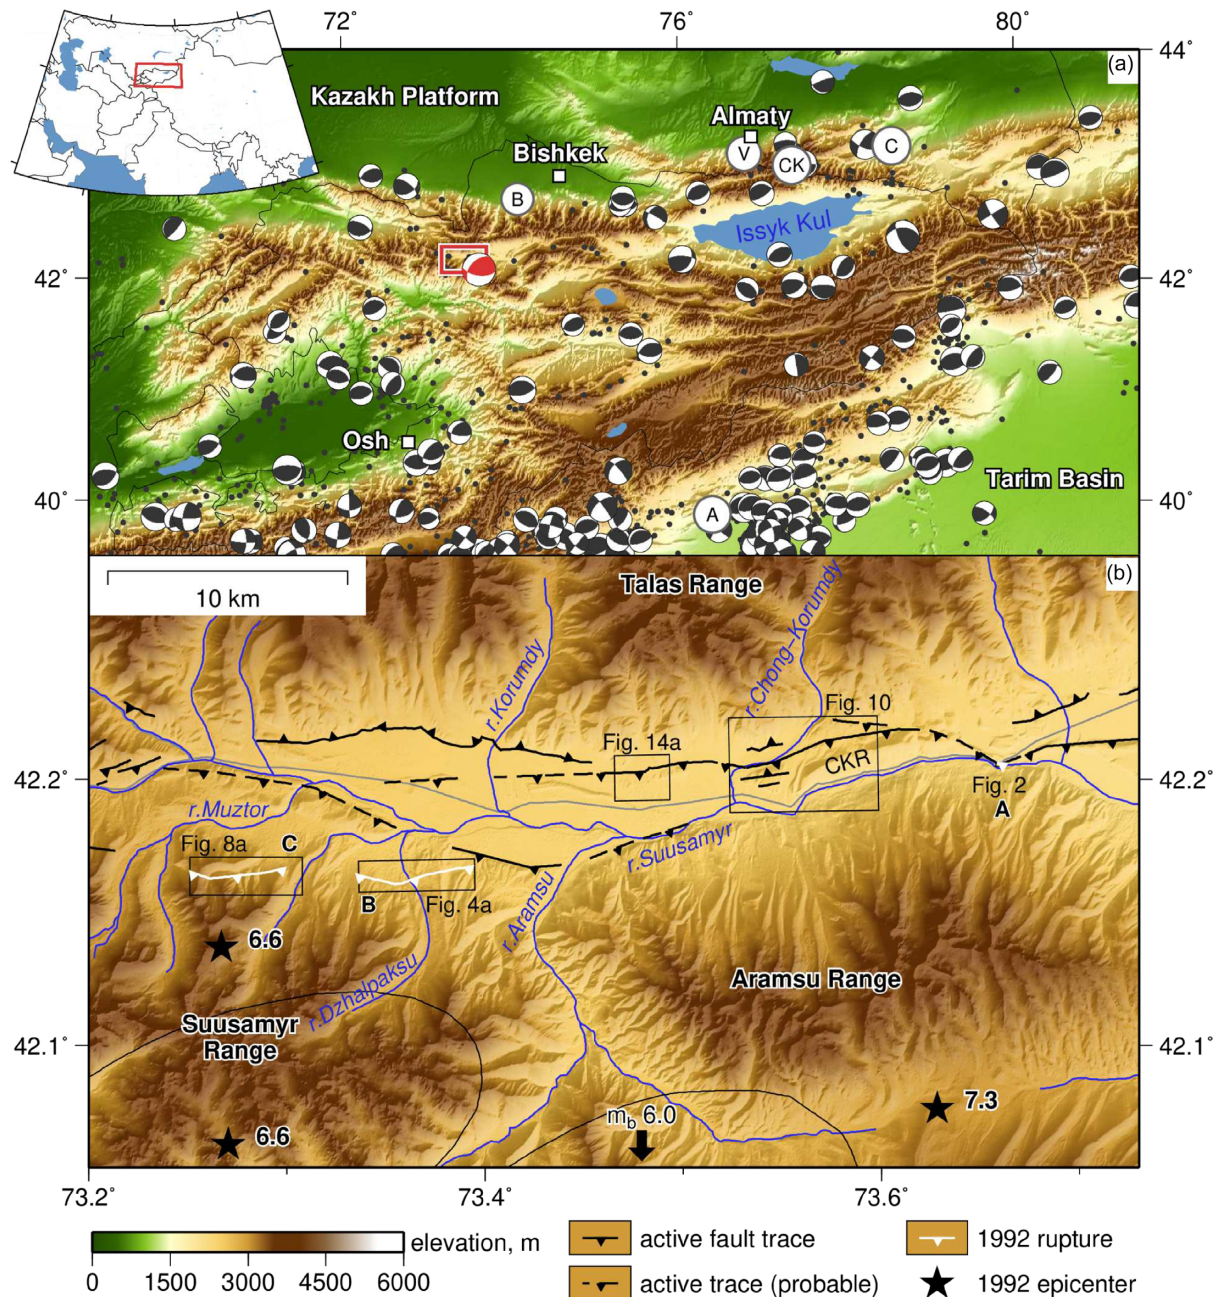 72˚ 76˚ 80˚
44˚
(a)
Kazakh Platform
Almaty
V
CK
C
Bishkek
B
Issyk Kul
42˚ 42˚
Osh
Tarim Basin
A
40˚ 40˚
(b)
10 km
Talas Range
r.Korumdy
r.Chong–Korumdy
Fig. 10
Fig. 14a
CKR
Fig. 2
A
42.2˚ 42.2˚
r.Muztor
r.Suusamyr
Fig. 8a
C
B
Fig. 4a
r.Aramsu
6.6
r.Dzhalpaksu
Aramsu Range
Suusamyr
Range
42.1˚ 42.1˚
7.3
mb 6.0
6.6
73.2˚ 73.4˚ 73.6˚
elevation, m
0 1500 3000 4500 6000
active fault trace
active trace (probable)
1992 rupture
1992 epicenter